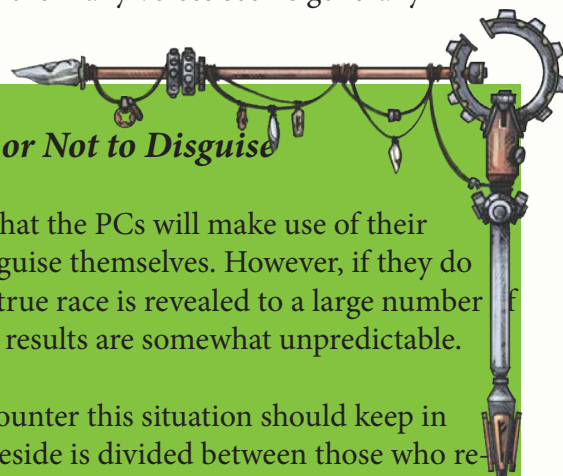 or Not to Disguise
hat the PCs will make use of their
guise themselves. However, if they do
true race is revealed to a large number f
results are somewhat unpredictable.
ounter this situation should keep in
eside is divided between those who re-